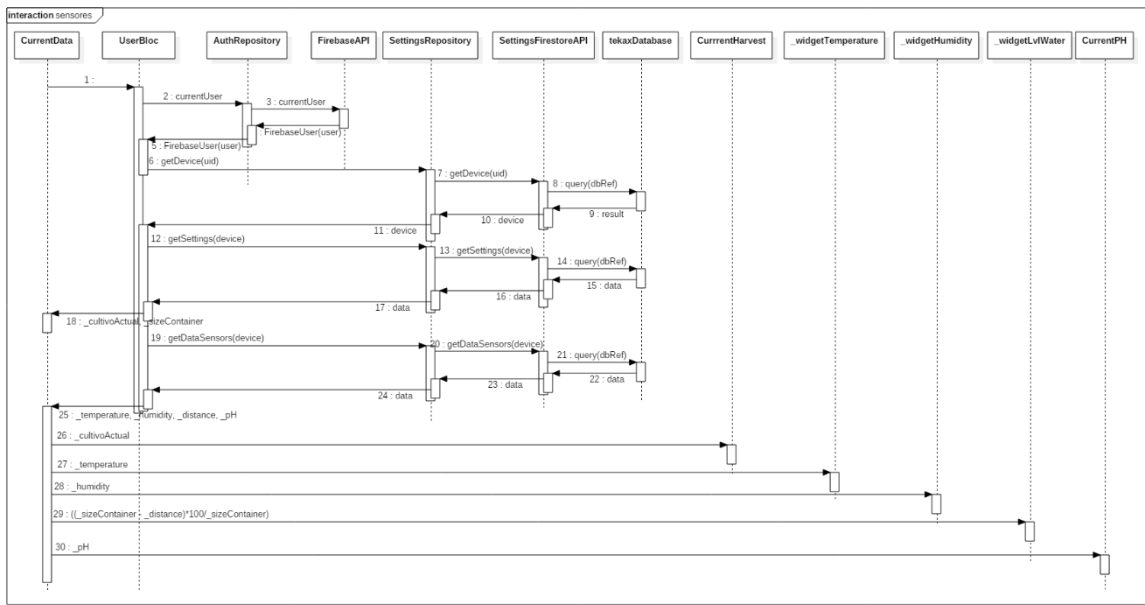 interaction sensores
CurrentData
UserBloc
AuthRepository
FirebaseAPI
SettingsRepository
SettingsFirestoreAPI
tekaxDatabase
CurrrentHarvest
_widgetTemperature
_widgetHumidity
_widgetLvlWater
CurrentPH
1 :
2 : currentUser
3 : currentUser
: FirebaseUser(user)
5 : FirebaseUser(user)
6 : getDevice(uid)
7 : getDevice(uid)
8 : query(dbRef)
9 : result
10 : device
11 : device
12 : getSettings(device)
13 : getSettings(device)
14 : query(dbRef)
15 : data
16 : data
17 : data
18 : _cultivoActual, _sizeContainer
19 : getDataSensors(device)
20 : getDataSensors(device)
21 : query(dbRef)
22 : data
23 : data
24 : data
25 : _temperature, _humidity, _distance, _pH
26 : _cultivoActual
27 : _temperature
28 : _humidity
29 : ((_sizeContainer - _distance)*100/_sizeContainer)
30 : _pH